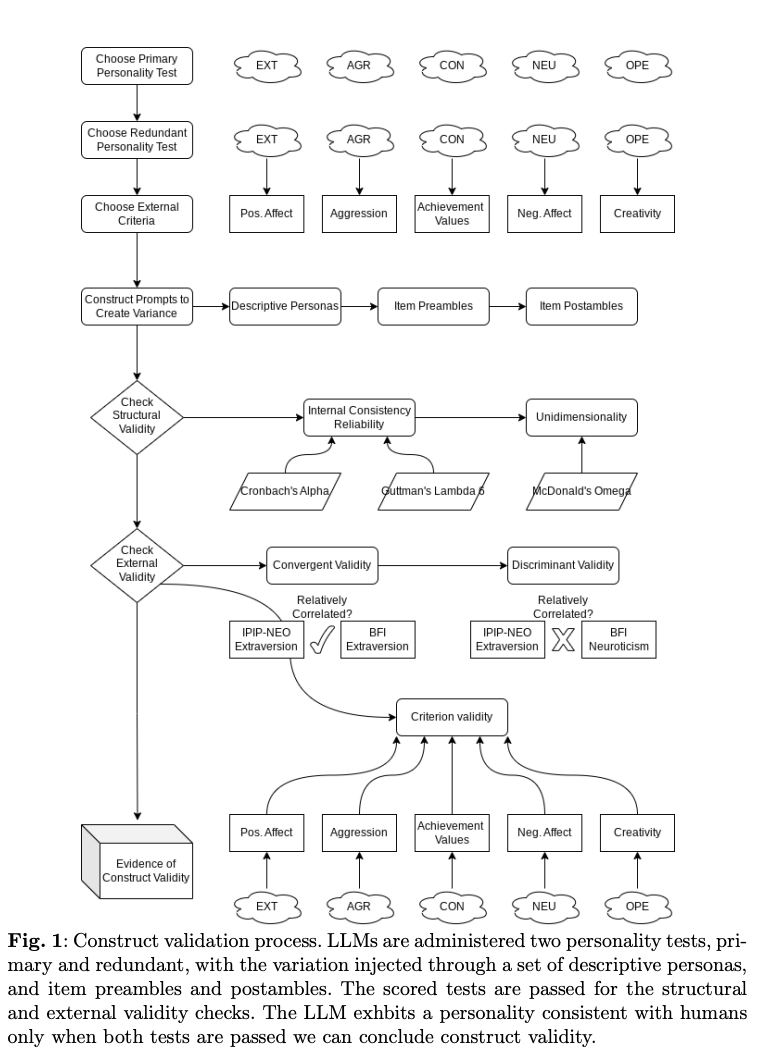 Choose Primary
Personality Test
EXT
AGR
CON
NEU
OPE
Choose Redundant
Personality Test
EXT
AGR
CON
NEU
OPE
Choose External
Criteria
Pos. Affect
Aggression
Achievement
Values
Neg. Affect
Creativity
Construct Prompts to
Create Variance
Descriptive Personas
Item Preambles
Item Postambles
Check
Structural
Validity
Internal Consistency
Reliability
Unidimensionality
Cronbach's Alpha
Guttman's Lambda 6
McDonald's Omega
Check
External
Validity
Convergent Validity
Discriminant Validity
Relatively
Correlated?
IPIP-NEO
Extraversion
BFI
Extraversion
Relatively
Correlated?
IPIP-NEO
Extraversion
BFI
Neuroticism
Criterion validity
Pos. Affect
Aggression
Achievement
Values
Neg. Affect
Creativity
Evidence of
Construct Validity
EXT
AGR
CON
NEU
OPE
Fig. 1: Construct validation process. LLMs are administered two personality tests, pri-
mary and redundant, with the variation injected through a set of descriptive personas,
and item preambles and postambles. The scored tests are passed for the structural
and external validity checks. The LLM exhbits a personality consistent with humans
only when both tests are passed we can conclude construct validity.